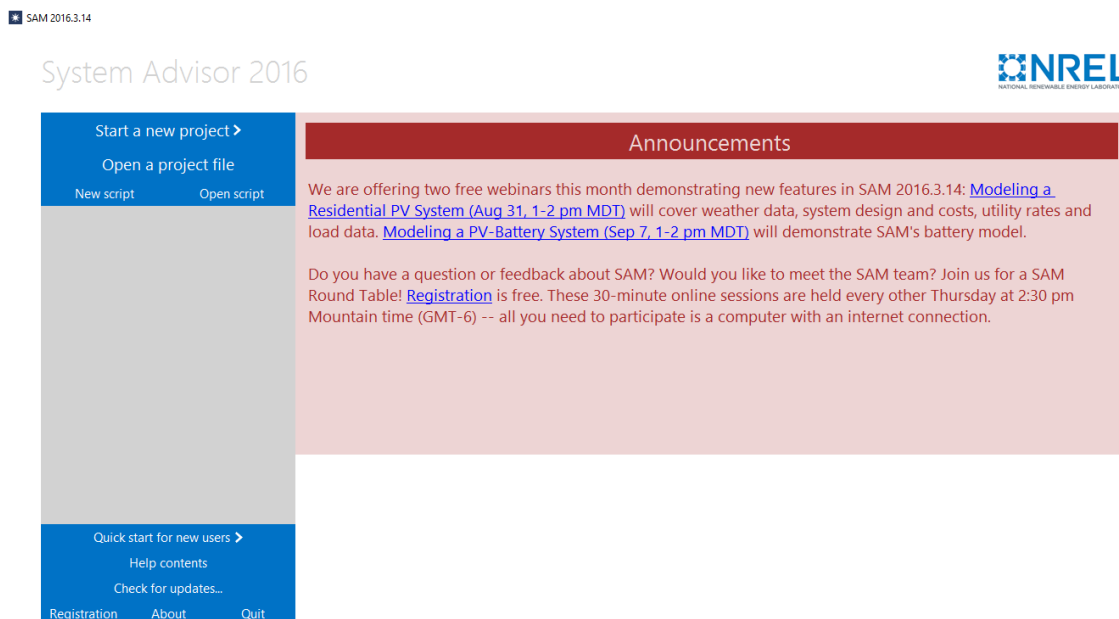 SAM 2016.3.14
System Advisor 2016
NREL
NATIONAL RENEWABLE ENERGY
Start a new project
Open a project file
New script Open script
Announcements
We are offering two free webinars this month demonstrating new features in SAM 2016.3.14: Modeling a
Residential PV System (Aug 31, 1-2 pm MDT) will cover weather data, system design and costs, utility rates and
load data. Modeling a PV-Battery System (Sep 7, 1-2 pm MDT) will demonstrate SAM's battery model.
Do you have a question or feedback about SAM? Would you like to meet the SAM team? Join us for a SAM
Round Table! Registration is free. These 30-minute online sessions are held every other Thursday at 2:30 pm
Mountain time (GMT-6) -- all you need to participate is a computer with an internet connection.
Quick start for new users
Help contents
Check for updates...
Registration About Quit